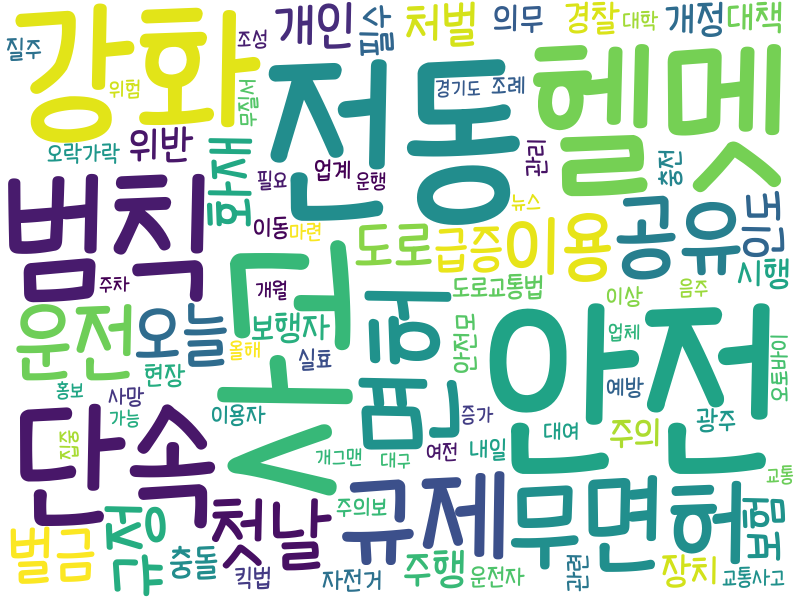 질주
강화
조성
개인
필수
처벌
의무
경찰
대학
개정
대책
위험
무질서
전동
경기도
조례
헬멧
오락가락
위반
화재
필요
업계
운행
관리
충전
범칙
이동
마련
뉴스
도로
급증
이용
공유
인도
시행
주차
개월
도로교통법
이상
음주
운전
오늘
보행자
킥보드
올해
실효
현장
면허
안전모
업체
안전
오토바이
예방
홍보
사망
가능
이용자
증가
광주
단속
집중
개그맨
대구
여전
내일
대여
주의
교통
벌금
규정
충돌
첫날
킥법
주의보
규제
자전거
주행
운전자
무면허
관련
장치
보험
교통사고